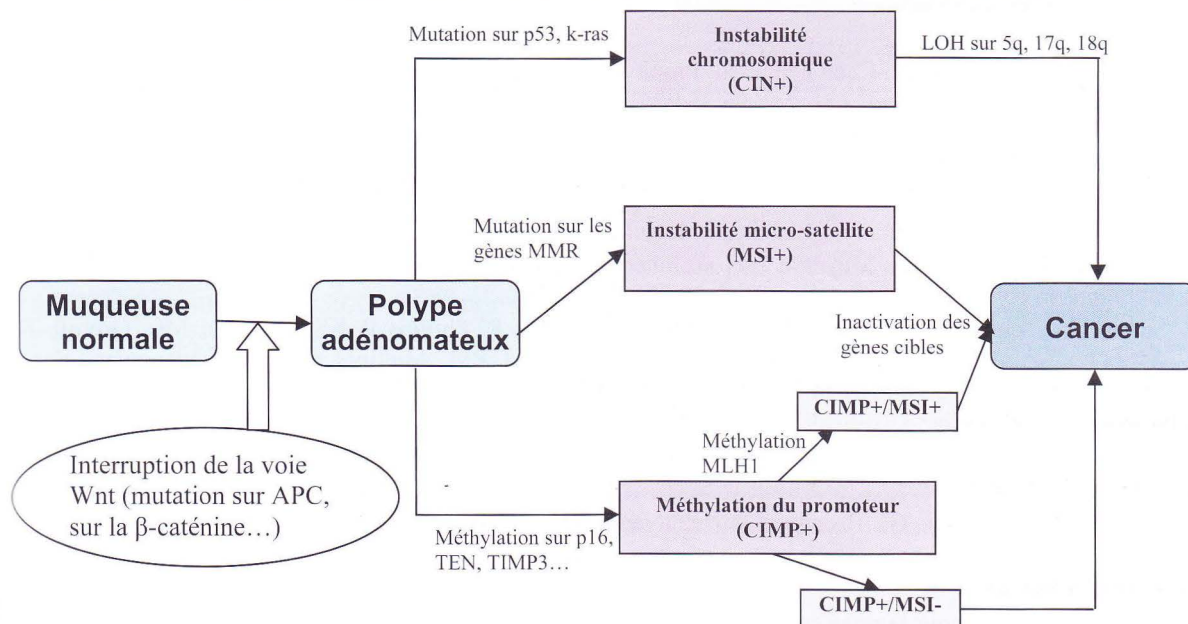 Mutation sur p53, k-ras
Instabilité
chromosomique
(CIN+)
LOH sur 5q, 17q, 18q
Mutation sur les
gènes MMR
Instabilité micro-satellite
(MSI+)
Muqueuse
normale
Polype
adénomateux
Inactivation des
gènes cibles
Cancer
CIMP+/MSI+
Méthylation
MLH1
Interruption de la voie
Wnt (mutation sur APC,
sur la β-caténine…)
Méthylation sur p16,
TEN, TIMP3…
Méthylation du promoteur
(CIMP+)
CIMP+/MSI-